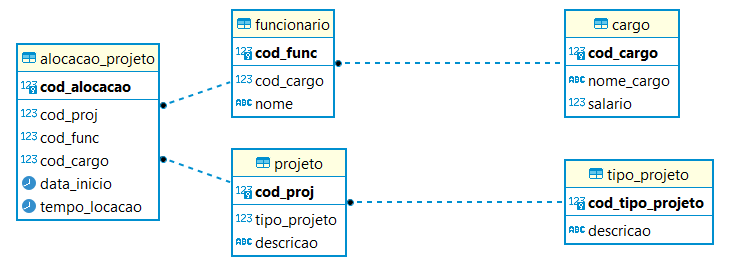 alocacao_projeto
123 cod_alocacao
123 cod_proj
123 cod_func
123 cod_cargo
data_inicio
tempo_locacao
funcionario
123 cod_func
123 cod_cargo
ABC nome
cargo
123 cod_cargo
ABC nome_cargo
123 salario
projeto
123 cod_proj
123 tipo_projeto
ABC descricao
tipo_projeto
123 cod_tipo_projeto
ABC descricao